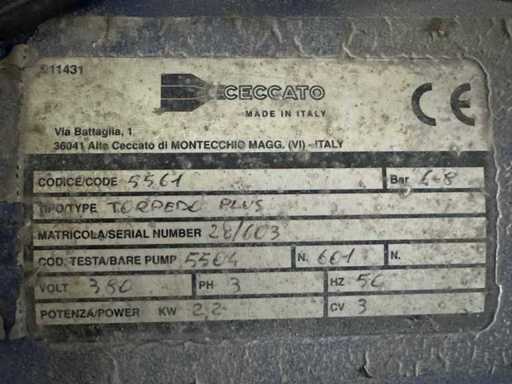 911431
CECCATO
MADE IN ITALY
CE
Via Battaglia, 1
36041 Alte Ceccato di MONTECCHIO MAGG. (VI) - ITALY
CODICE/CODE 5561 Bar 6-8
TIPO/TYPE TORPEDO PLUS
MATRICOLA/SERIAL NUMBER 28/603
COD. TESTA/BARE PUMP 5504 N. 601 N.
VOLT 380 PH 3 HZ 50
POTENZA/POWER KW 2,2 CV 3